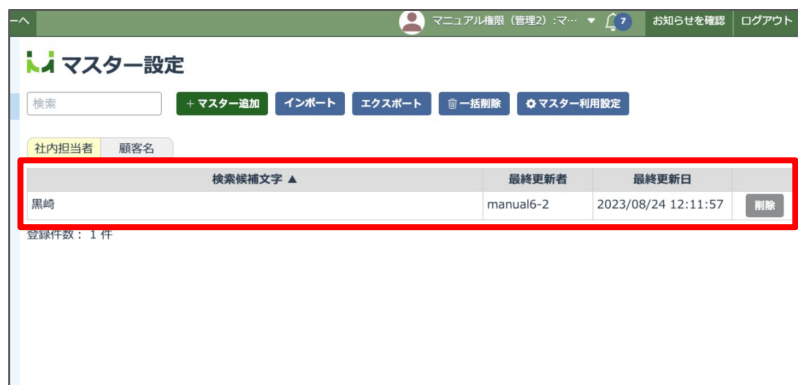 ーへ
マニュアル権限（管理2）:マ… ▼ 7 お知らせを確認 ログアウト
マスター設定
検索 ＋マスター追加 インポート エクスポート 一括削除 マスター利用設定
社内担当者 顧客名
検索候補文字 ▲ 最終更新者 最終更新日
黒崎 manual6-2 2023/08/24 12:11:57 削除
登録件数： 1 件